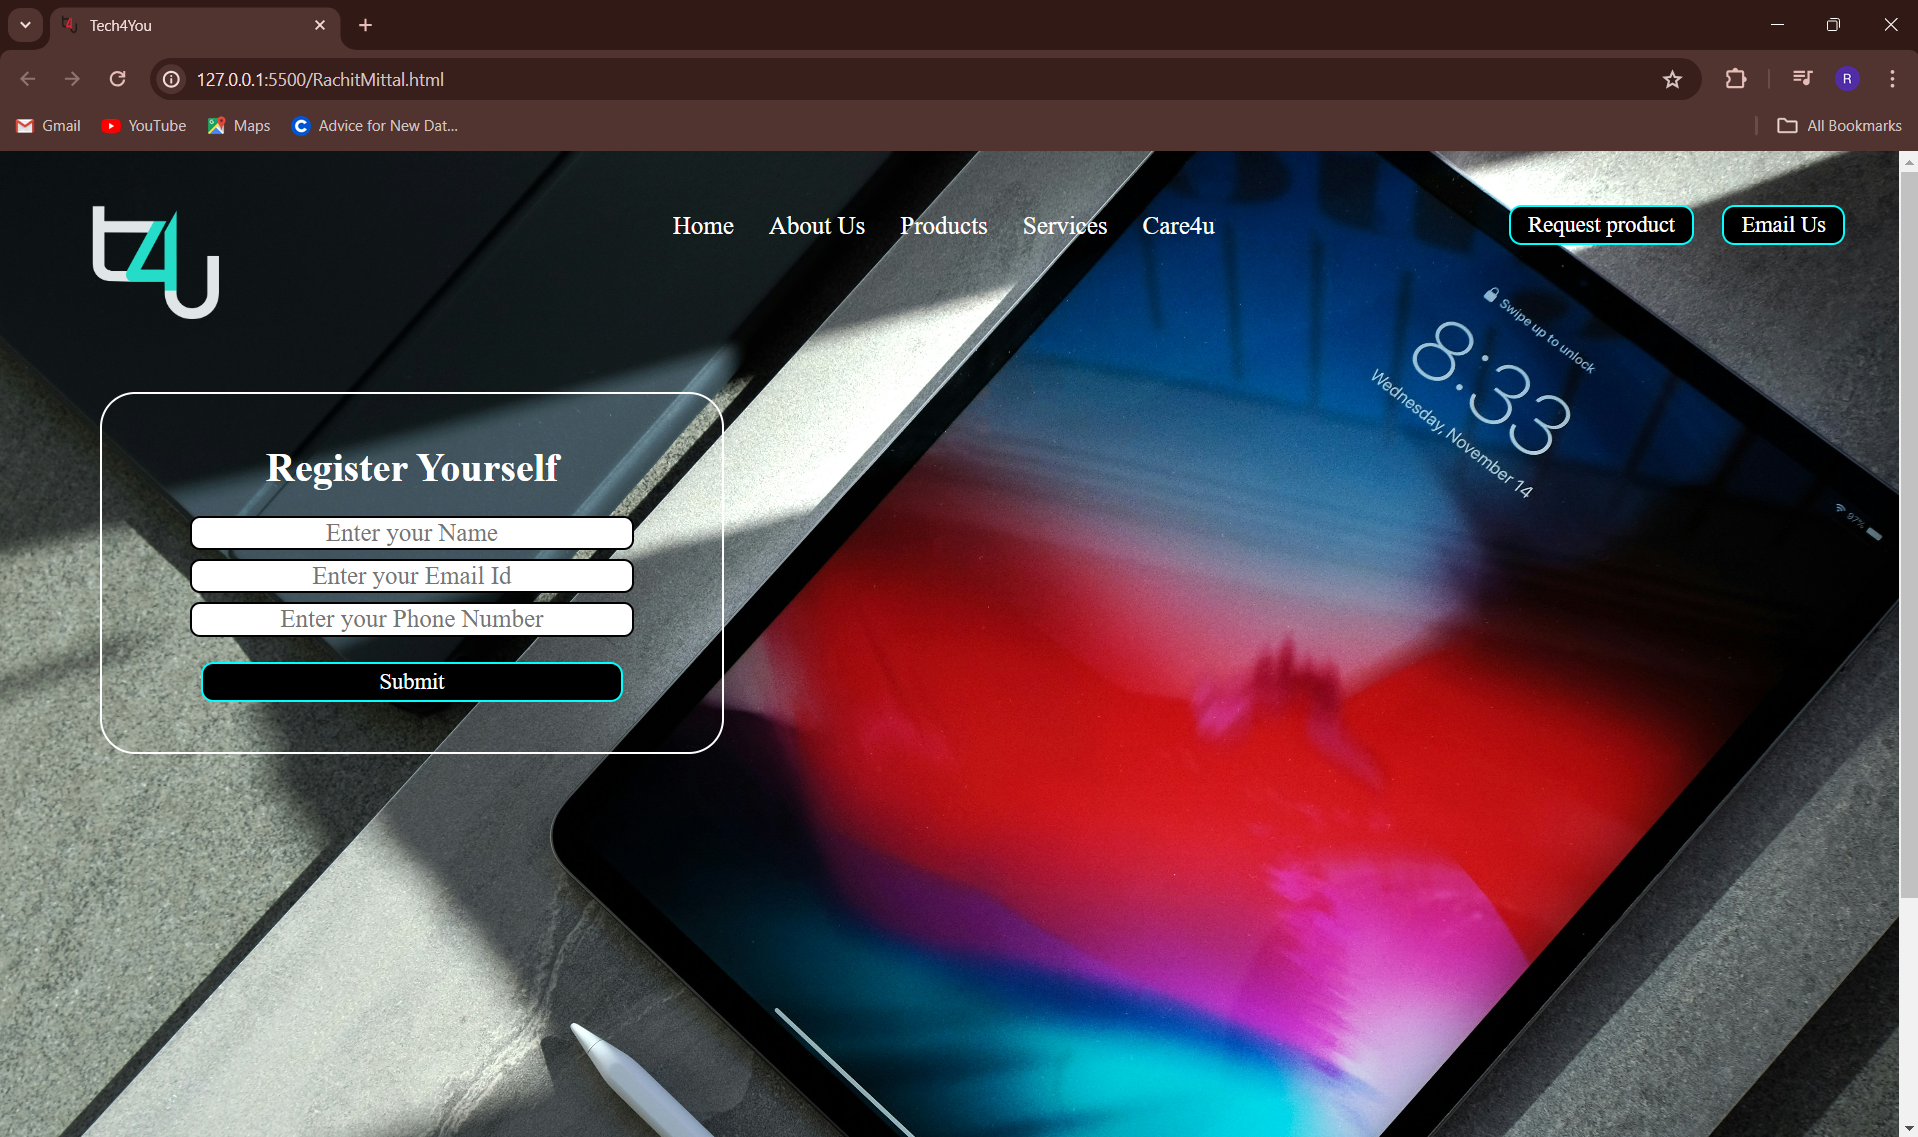 Tech4You
127.0.0.1:5500/RachitMittal.html
R
Gmail YouTube Maps Advice for New Dat... All Bookmarks
t4U
Home About Us Products Services Care4u Request product Email Us
Swipe up to unlock
8:33
Wednesday, November 14
97%
Register Yourself
Enter your Name
Enter your Email Id
Enter your Phone Number
Submit